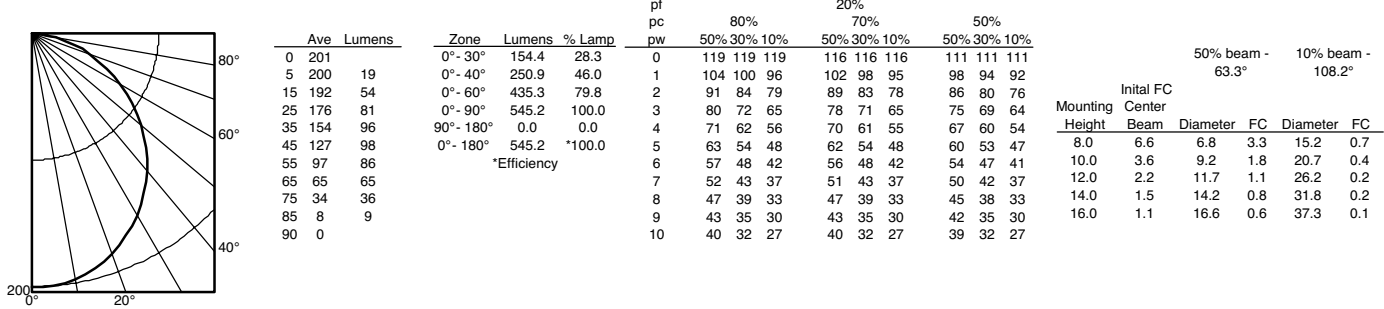 80°
60°
40°
200
0° 20°
Ave Lumens
0 201
5 200 19
15 192 54
25 176 81
35 154 96
45 127 98
55 97 86
65 65 65
75 34 36
85 8 9
90 0
Zone Lumens % Lamp
0°- 30° 154.4 28.3
0°- 40° 250.9 46.0
0°- 60° 435.3 79.8
0°- 90° 545.2 100.0
90°- 180° 0.0 0.0
0°- 180° 545.2 *100.0
*Efficiency
pf 20%
pc 80% 70% 50%
pw 50% 30% 10% 50% 30% 10% 50% 30% 10%
0 119 119 119 116 116 116 111 111 111
1 104 100 96 102 98 95 98 94 92
2 91 84 79 89 83 78 86 80 76
3 80 72 65 78 71 65 75 69 64
4 71 62 56 70 61 55 67 60 54
5 63 54 48 62 54 48 60 53 47
6 57 48 42 56 48 42 54 47 41
7 52 43 37 51 43 37 50 42 37
8 47 39 33 47 39 33 45 38 33
9 43 35 30 43 35 30 42 35 30
10 40 32 27 40 32 27 39 32 27
50% beam - 10% beam -
63.3° 108.2°
Inital FC
Mounting Center
Height Beam Diameter FC Diameter FC
8.0 6.6 6.8 3.3 15.2 0.7
10.0 3.6 9.2 1.8 20.7 0.4
12.0 2.2 11.7 1.1 26.2 0.2
14.0 1.5 14.2 0.8 31.8 0.2
16.0 1.1 16.6 0.6 37.3 0.1